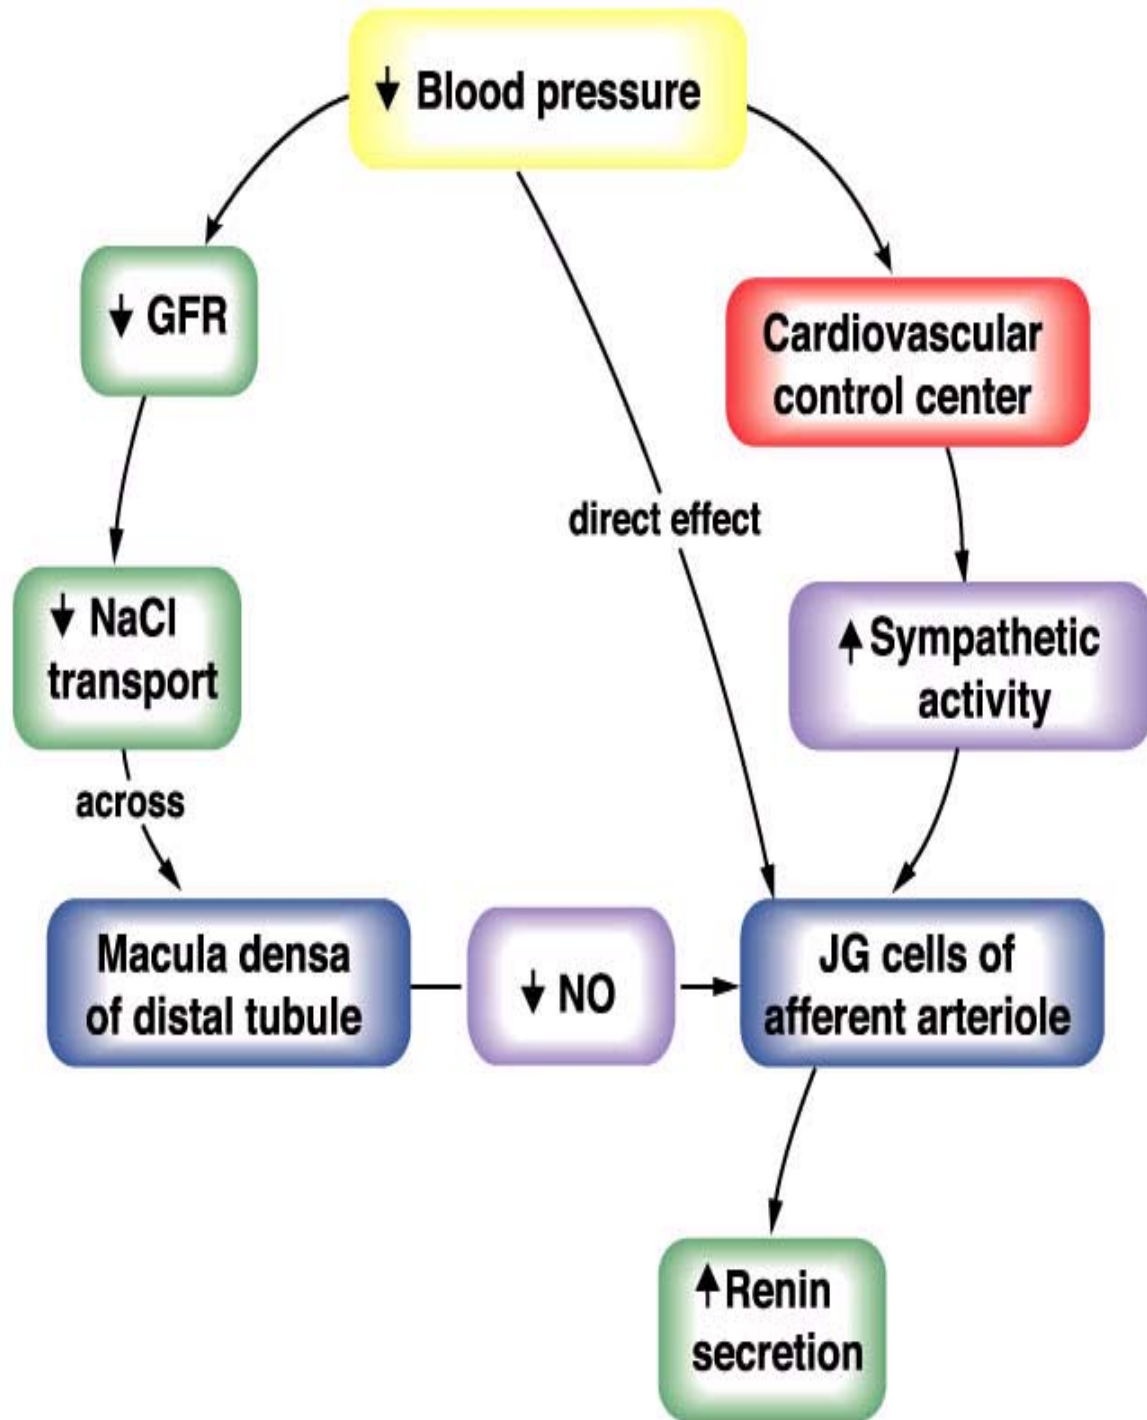 ↓ Blood pressure
↓ GFR
Cardiovascular
control center
direct effect
↓ NaCl
transport
↑ Sympathetic
activity
across
Macula densa
of distal tubule
↓ NO
JG cells of
afferent arteriole
↑ Renin
secretion